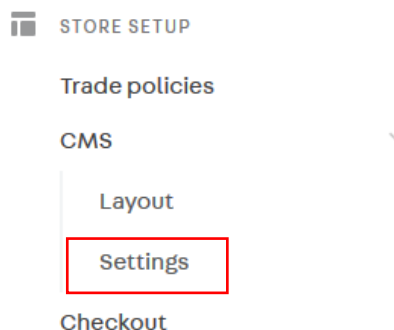 STORE SETUP
Trade policies
CMS
Layout
Settings
Checkout